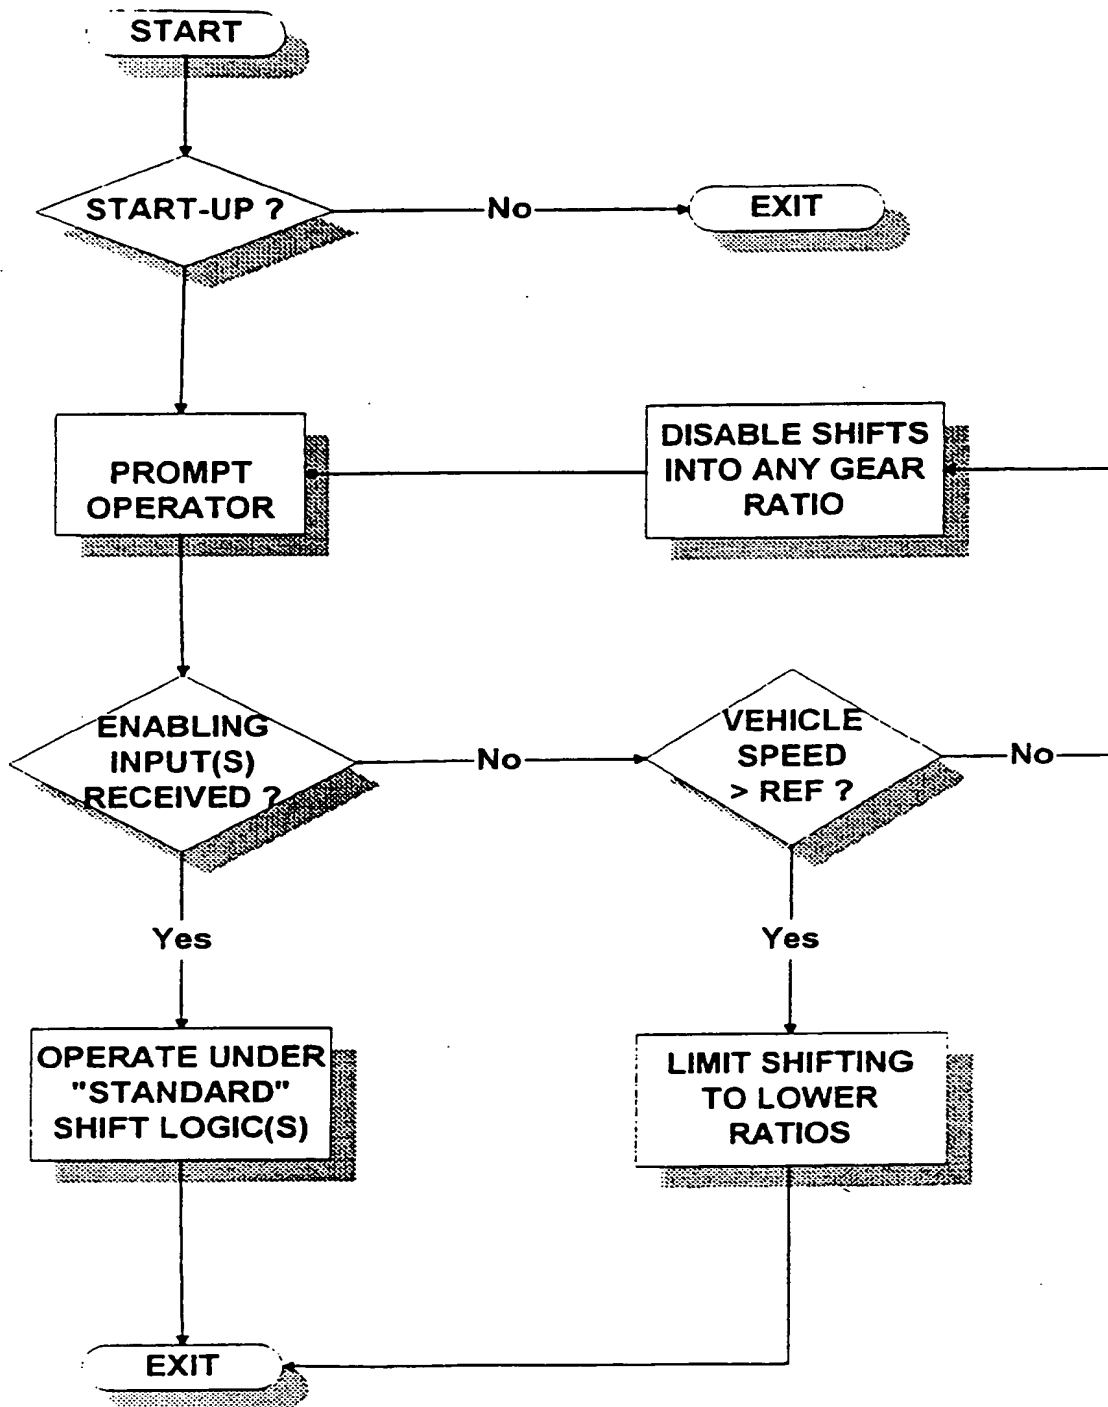 START
START-UP ?
No
EXIT
PROMPT
OPERATOR
DISABLE SHIFTS
INTO ANY GEAR
RATIO
ENABLING
INPUT(S)
RECEIVED ?
No
VEHICLE
SPEED
> REF ?
No
Yes
Yes
OPERATE UNDER
"STANDARD"
SHIFT LOGIC(S)
LIMIT SHIFTING
TO LOWER
RATIOS
EXIT